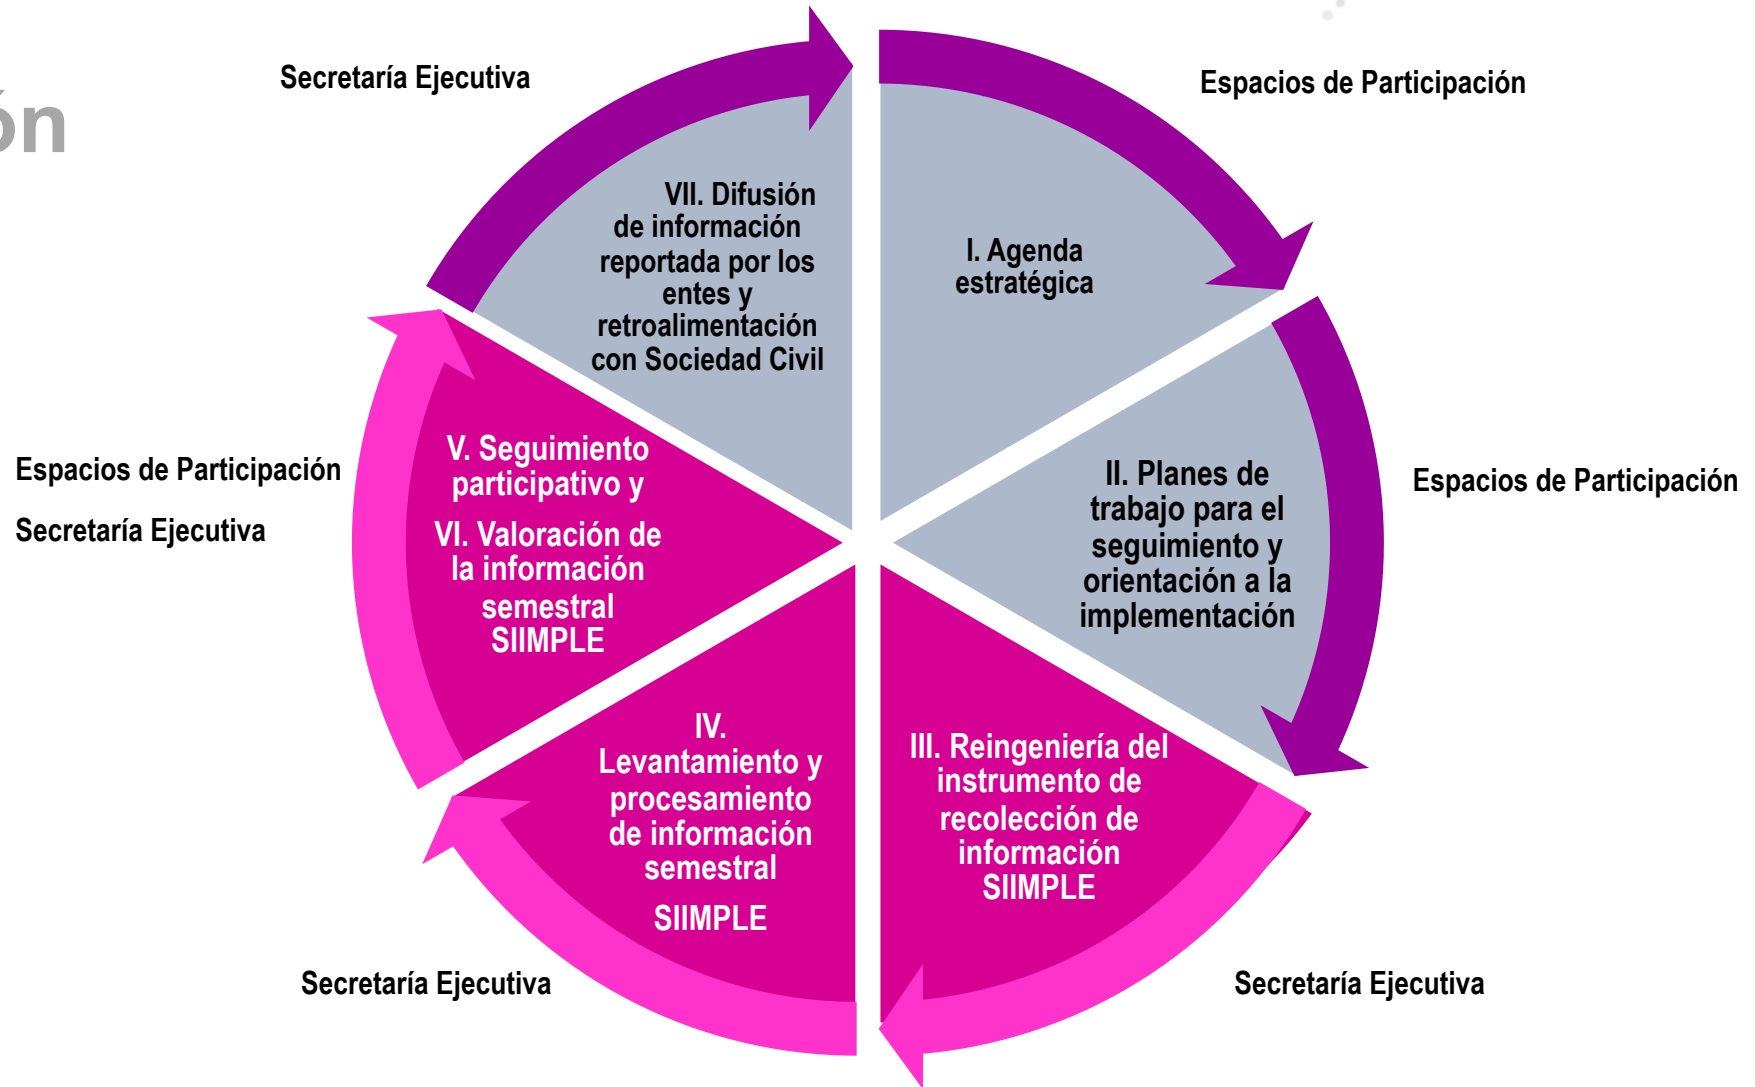 ón
Secretaría Ejecutiva
Espacios de Participación
VII. Difusión
de información
reportada por los
entes y
retroalimentación
con Sociedad Civil
I. Agenda
estratégica
Espacios de Participación
Secretaría Ejecutiva
V. Seguimiento
participativo y
VI. Valoración de
la información
semestral
SIIMPLE
II. Planes de
trabajo para el
seguimiento y
orientación a la
implementación
Espacios de Participación
IV.
Levantamiento y
procesamiento
de información
semestral
SIIMPLE
III. Reingeniería del
instrumento de
recolección de
información
SIIMPLE
Secretaría Ejecutiva
Secretaría Ejecutiva